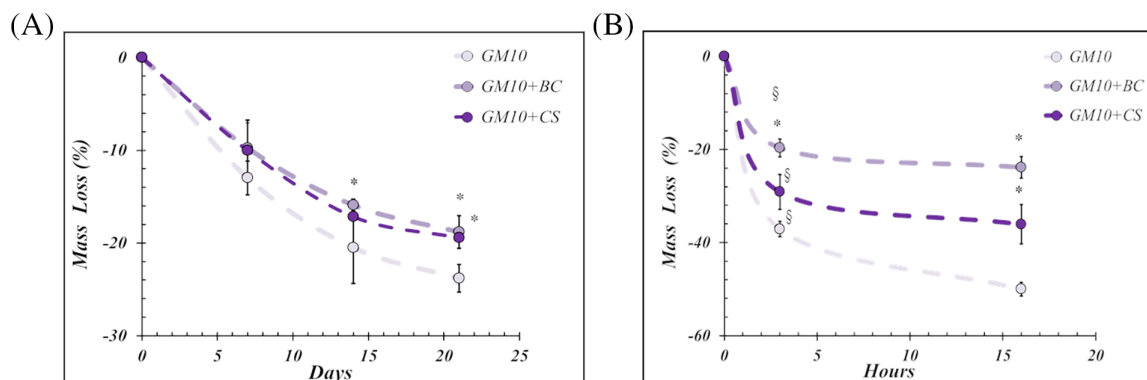 (A)
0
-10
-20
-30
Mass Loss (%)
0 5 10 15 20 25
Days
GM10
GM10+BC
GM10+CS
*
*
*
(B)
0
-20
-40
-60
Mass Loss (%)
0 5 10 15 20
Hours
GM10
GM10+BC
GM10+CS
§
*
§
§
*
*